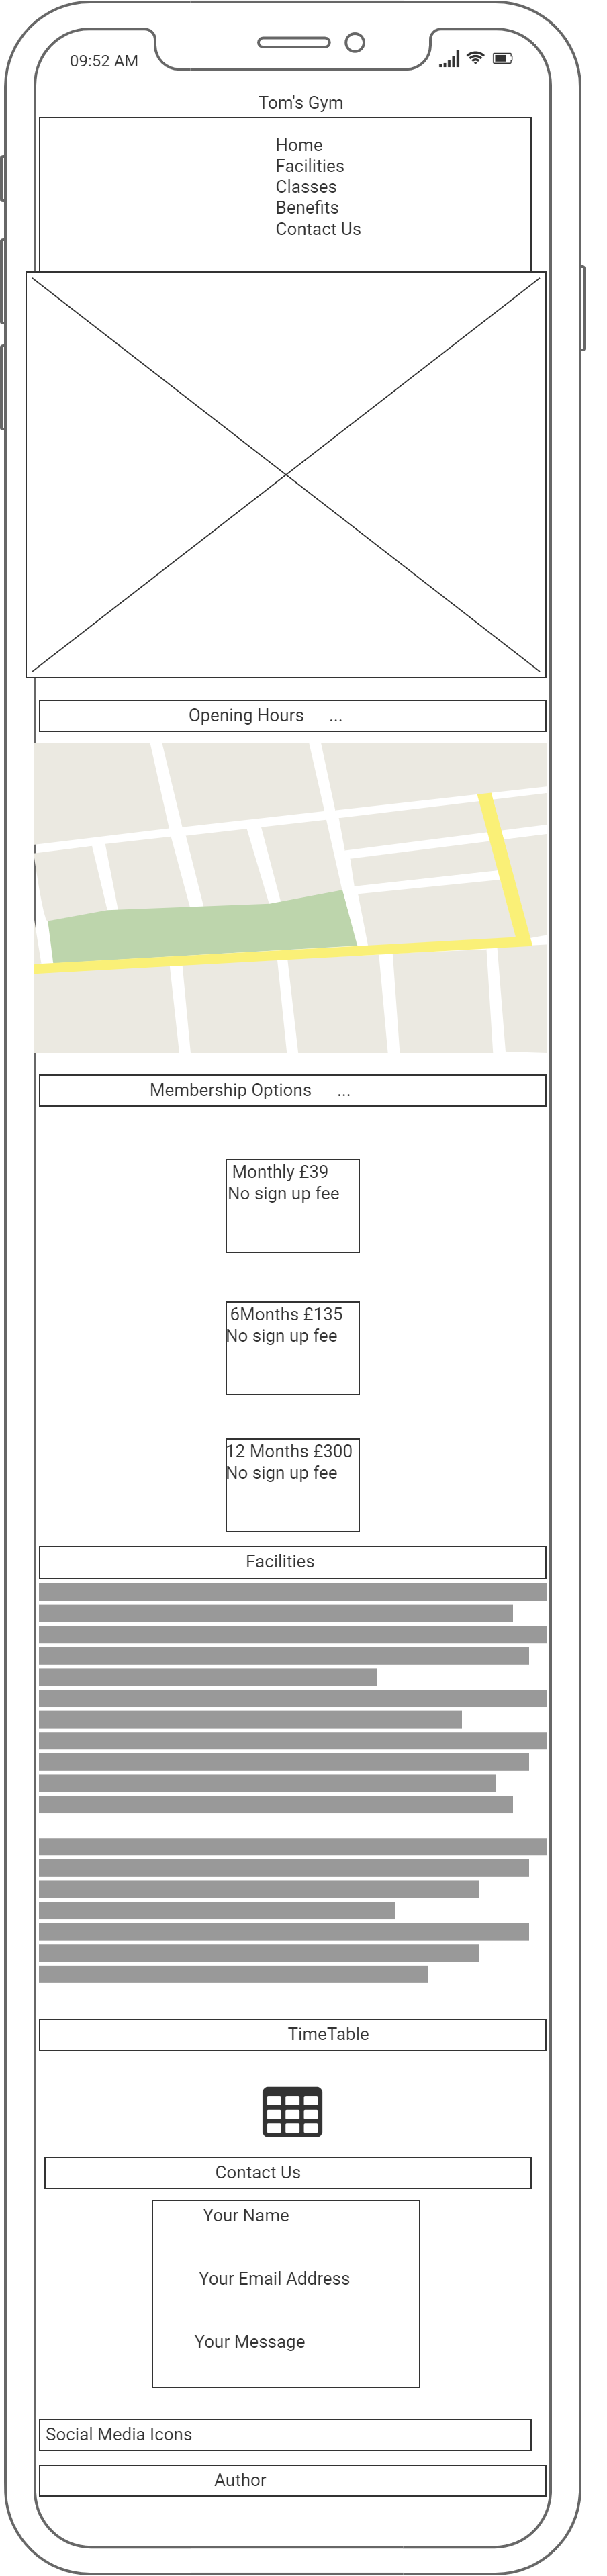 09:52 AM
Tom's Gym
Home
Facilities
Classes
Benefits
Contact Us
Opening Hours ...
Membership Options ...
Monthly £39
No sign up fee
6Months £135
No sign up fee
12 Months £300
No sign up fee
Facilities
TimeTable
Contact Us
Your Name
Your Email Address
Your Message
Social Media Icons
Author